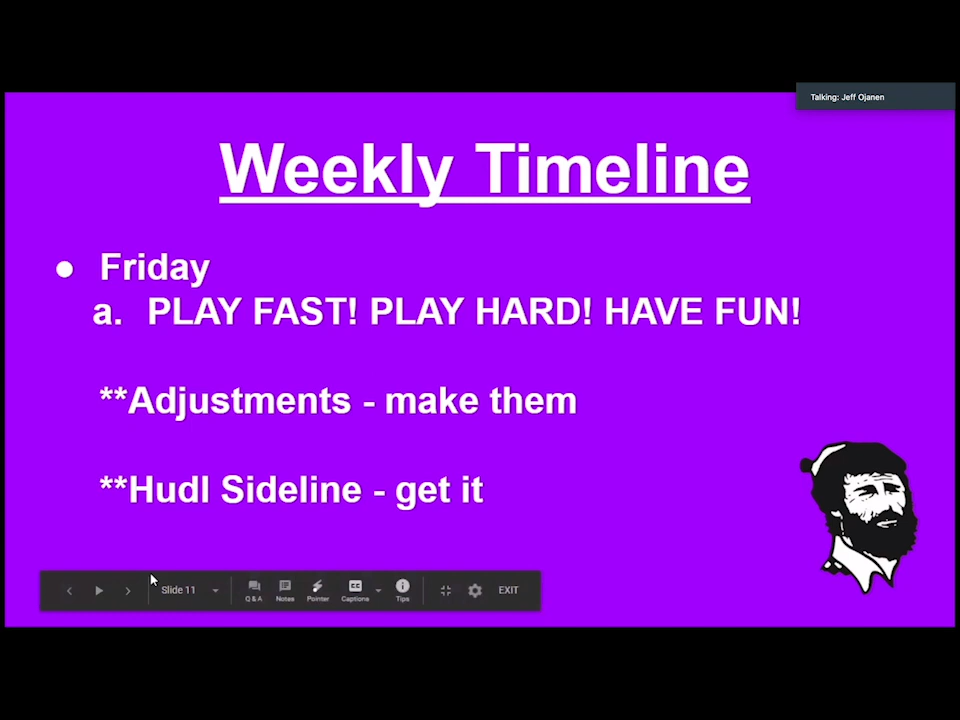 Talking: Jeff Ojanen
Weekly Timeline
● Friday
a. PLAY FAST! PLAY HARD! HAVE FUN!
**Adjustments - make them
**Hudl Sideline - get it
Slide 11
Q & A
Notes
Pointer
CC
Captions
Tips
EXIT